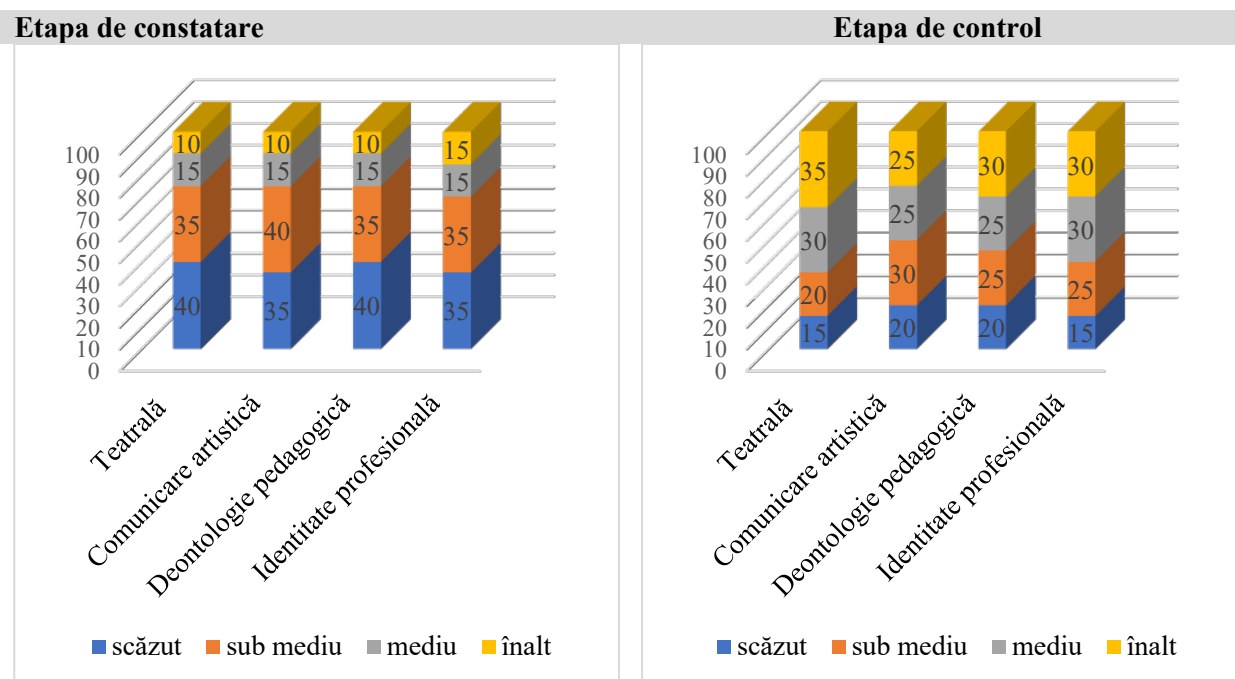 Etapa de constatare Etapa de control
100
90
80
70
60
50
40
30
20
10
0
10 10 10 15
15 15 15 15
35 40 35 35
40 35 40 35
Teatrală
Comunicare artistică
Deontologie pedagogică
Identitate profesională
scăzut sub mediu mediu înalt
100
90
80
70
60
50
40
30
20
10
0
35 25 30 30
30 25 25 30
20 30 25 25
15 20 20 15
Teatrală
Comunicare artistică
Deontologie pedagogică
Identitate profesională
scăzut sub mediu mediu înalt